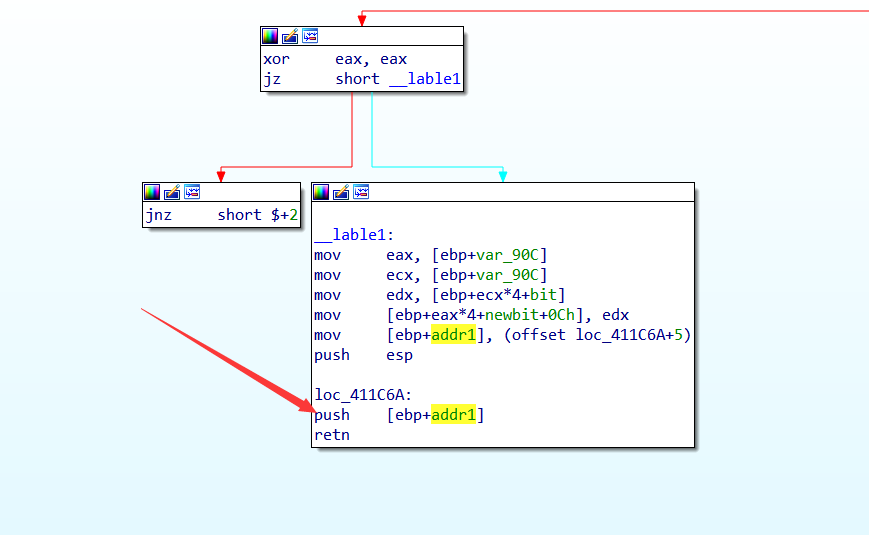 xor     eax, eax
jz      short __lable1
jnz     short $+2
__lable1:
mov     eax, [ebp+var_90C]
mov     ecx, [ebp+var_90C]
mov     edx, [ebp+ecx*4+bit]
mov     [ebp+eax*4+newbit+0Ch], edx
mov     [ebp+addr1], (offset loc_411C6A+5)
push    esp
loc_411C6A:
push    [ebp+addr1]
retn